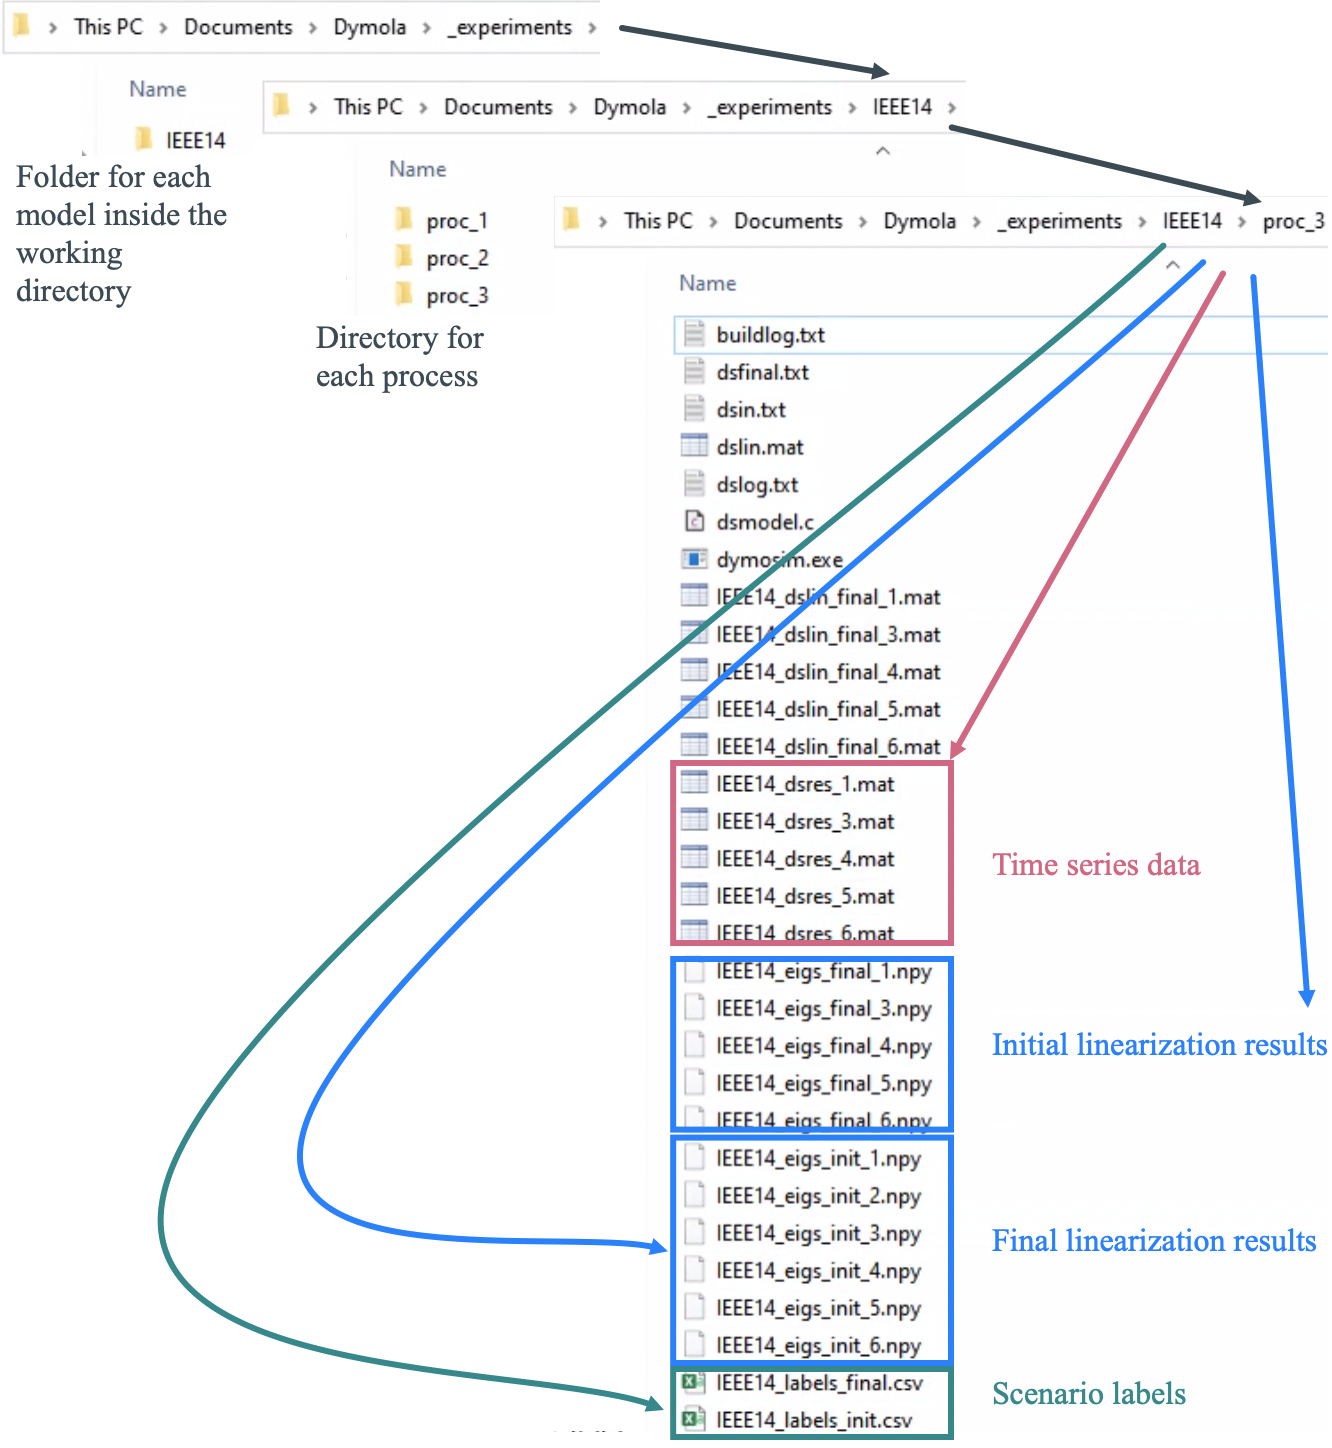 This PC > Documents > Dymola > _experiments >
Name
IEEE14
Folder for each
model inside the
working
directory
This PC > Documents > Dymola > _experiments > IEEE14 >
Name
proc_1
proc_2
proc_3
Directory for
each process
This PC > Documents > Dymola > _experiments > IEEE14 > proc_3
Name
buildlog.txt
dsfinal.txt
dsin.txt
dslin.mat
dslog.txt
dsmodel.c
dymosim.exe
IEEE14_dslin_final_1.mat
IEEE14_dslin_final_3.mat
IEEE14_dslin_final_4.mat
IEEE14_dslin_final_5.mat
IEEE14_dslin_final_6.mat
IEEE14_dsres_1.mat
IEEE14_dsres_3.mat
IEEE14_dsres_4.mat
IEEE14_dsres_5.mat
IEEE14_dsres_6.mat
Time series data
IEEE14_eigs_final_1.npy
IEEE14_eigs_final_3.npy
IEEE14_eigs_final_4.npy
IEEE14_eigs_final_5.npy
IEEE14_eigs_final_6.npy
Initial linearization results
IEEE14_eigs_init_1.npy
IEEE14_eigs_init_2.npy
IEEE14_eigs_init_3.npy
IEEE14_eigs_init_4.npy
IEEE14_eigs_init_5.npy
IEEE14_eigs_init_6.npy
Final linearization results
IEEE14_labels_final.csv
IEEE14_labels_init.csv
Scenario labels